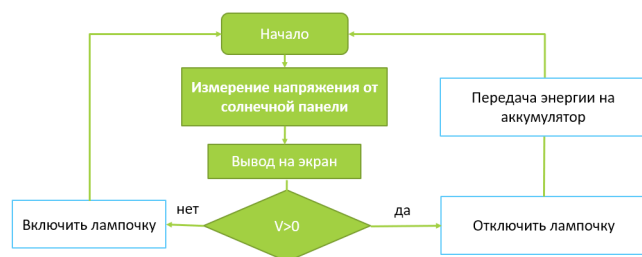 Начало
Измерение напряжения от
солнечной панели
Передача энергии на
аккумулятор
Вывод на экран
нет
да
Включить лампочку
V>0
Отключить лампочку